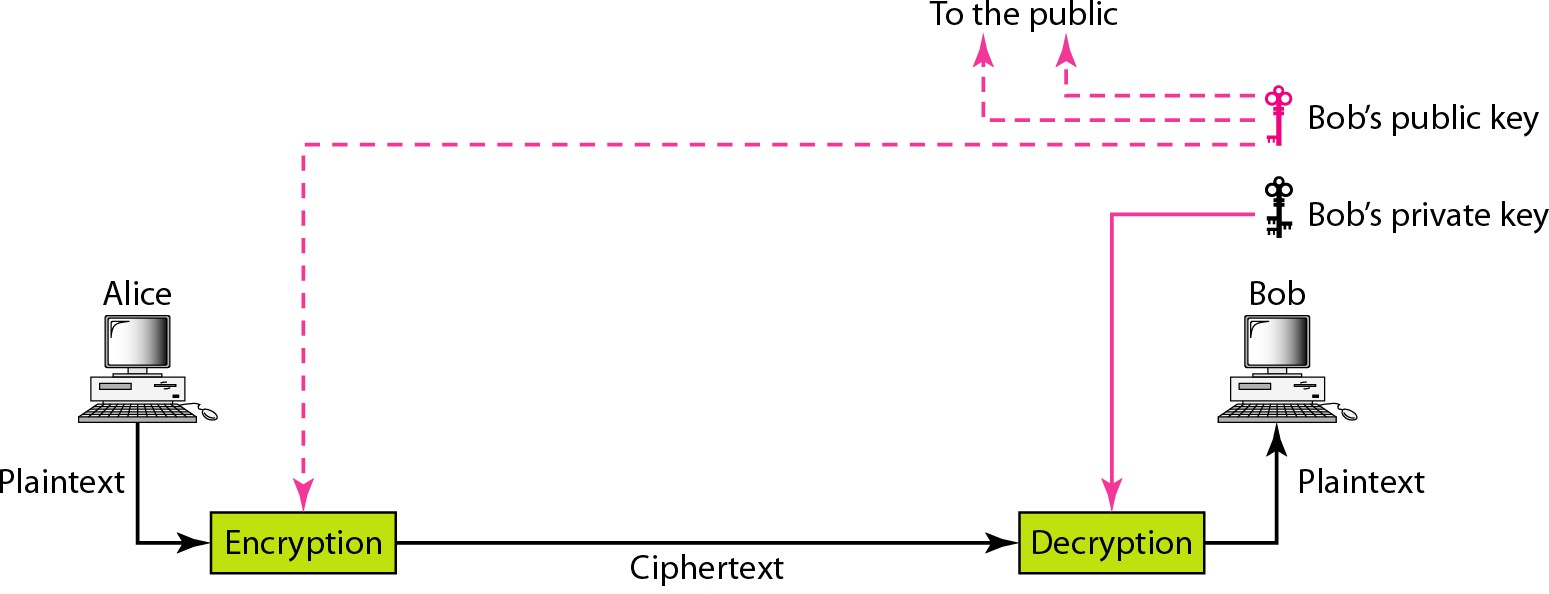 To the public
Bob’s public key
Bob’s private key
Alice
Bob
Plaintext
Plaintext
Encryption
Decryption
Ciphertext